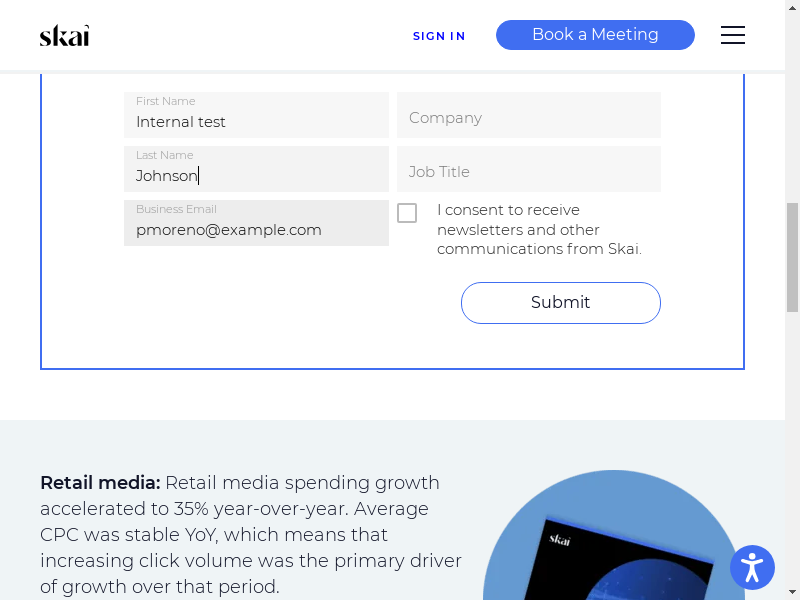 skai
SIGN IN
Book a Meeting
First Name
Internal test
Company
Last Name
Johnson
Job Title
Business Email
pmoreno@example.com
I consent to receive
newsletters and other
communications from Skai.
Submit
Retail media: Retail media spending growth
accelerated to 35% year-over-year. Average
CPC was stable YoY, which means that
increasing click volume was the primary driver
of growth over that period.
skai